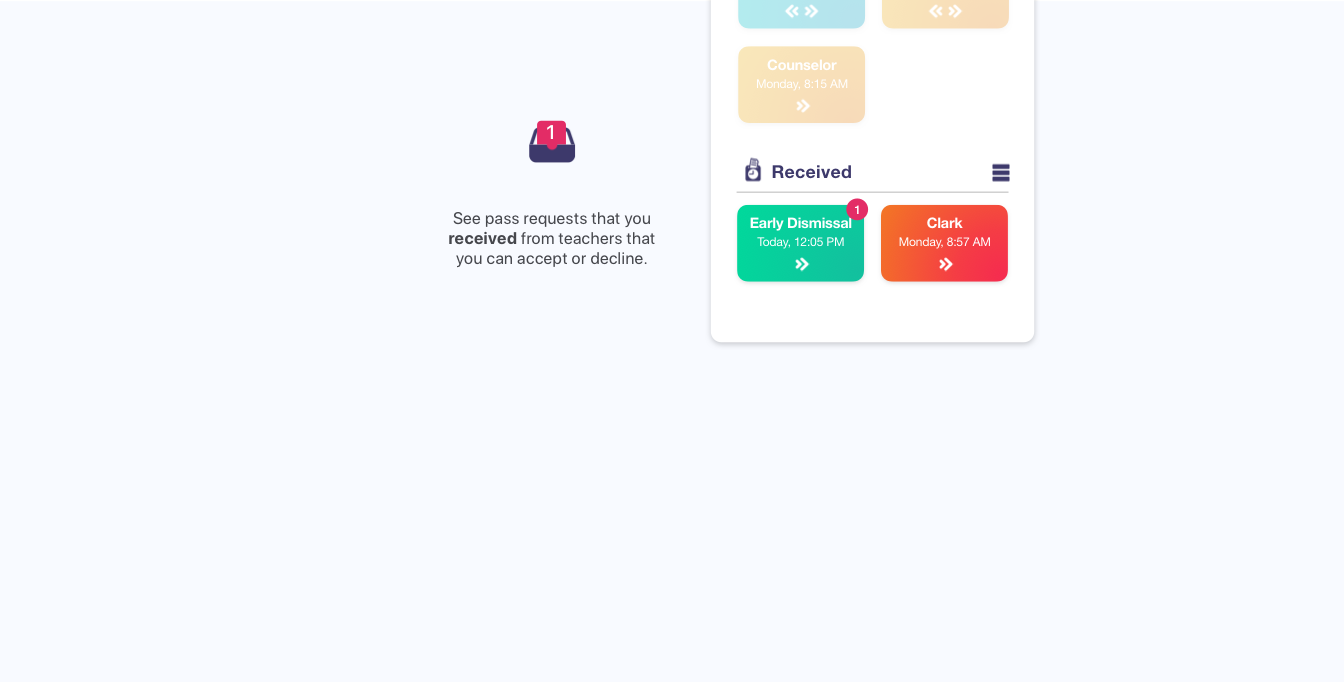 Counselor
Monday, 8:15 AM
1
See pass requests that you
received from teachers that
you can accept or decline.
Received
1
Early Dismissal
Today, 12:05 PM
Clark
Monday, 8:57 AM